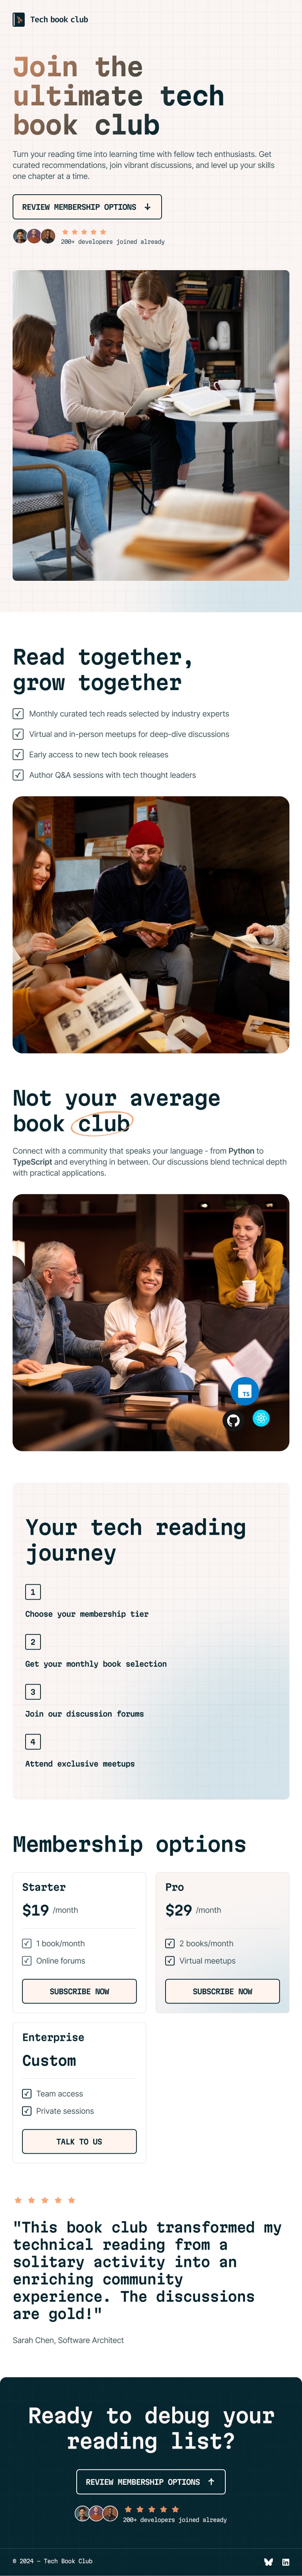 Tech book club
Join the
ultimate tech
book club
Turn your reading time into learning time with fellow tech enthusiasts. Get
curated recommendations, join vibrant discussions, and level up your skills
one chapter at a time.
REVIEW MEMBERSHIP OPTIONS ↓
200+ developers joined already
Read together,
grow together
Monthly curated tech reads selected by industry experts
Virtual and in-person meetups for deep-dive discussions
Early access to new tech book releases
Author Q&A sessions with tech thought leaders
Not your average
book club
Connect with a community that speaks your language - from Python to
TypeScript and everything in between. Our discussions blend technical depth
with practical applications.
TS
Your tech reading
journey
1
Choose your membership tier
2
Get your monthly book selection
3
Join our discussion forums
4
Attend exclusive meetups
Membership options
Starter
$19 /month
1 book/month
Online forums
SUBSCRIBE NOW
Pro
$29 /month
2 books/month
Virtual meetups
SUBSCRIBE NOW
Enterprise
Custom
Team access
Private sessions
TALK TO US
"This book club transformed my
technical reading from a
solitary activity into an
enriching community
experience. The discussions
are gold!"
Sarah Chen, Software Architect
Ready to debug your
reading list?
REVIEW MEMBERSHIP OPTIONS ↑
200+ developers joined already
© 2024 - Tech Book Club
in